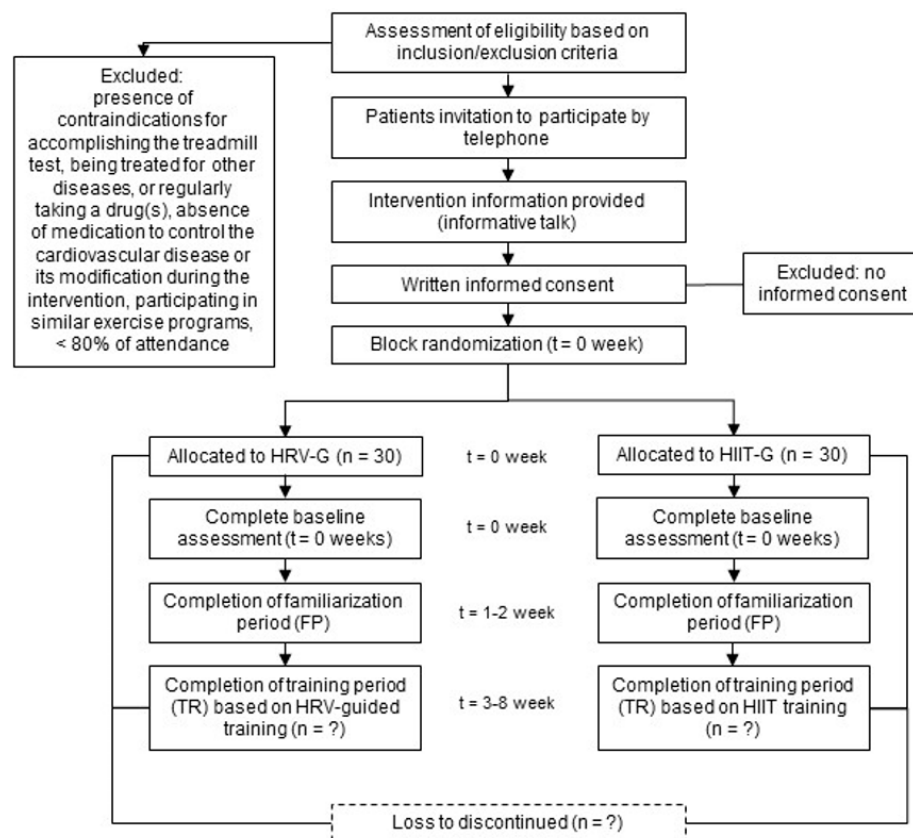 Assessment of eligibility based on
inclusion/exclusion criteria
Excluded:
presence of
contraindications for
accomplishing the treadmill
test, being treated for other
diseases, or regularly
taking a drug(s), absence
of medication to control the
cardiovascular disease or
its modification during the
intervention, participating in
similar exercise programs,
< 80% of attendance
Patients invitation to participate by
telephone
Intervention information provided
(informative talk)
Written informed consent
Excluded: no
informed consent
Block randomization (t = 0 week)
Allocated to HRV-G (n = 30)
t = 0 week
Allocated to HIIT-G (n = 30)
Complete baseline
assessment (t = 0 weeks)
t = 0 week
Complete baseline
assessment (t = 0 weeks)
Completion of familiarization
period (FP)
t = 1-2 week
Completion of familiarization
period (FP)
Completion of training period
(TR) based on HRV-guided
training (n = ?)
t = 3-8 week
Completion of training period
(TR) based on HIIT training
(n = ?)
Loss to discontinued (n = ?)